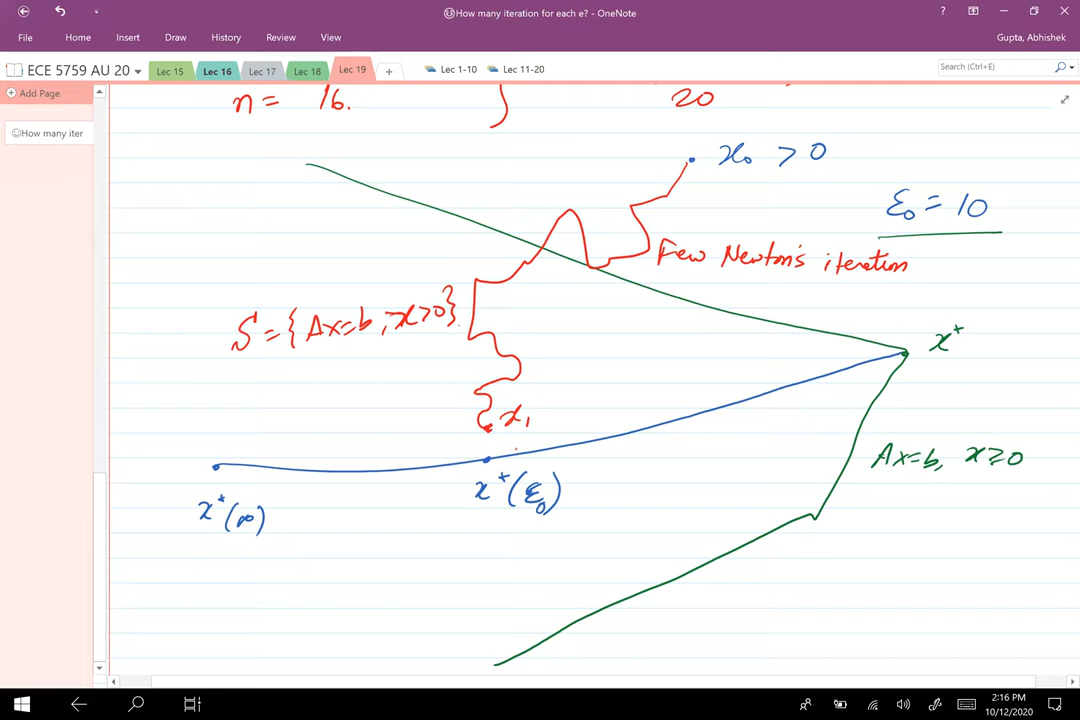 How many iteration for each e? - OneNote
Gupta, Abhishek
File Home Insert Draw History Review View
ECE 5759 AU 20
Lec 15 Lec 16 Lec 17 Lec 18 Lec 19 Lec 1-10 Lec 11-20
Search (Ctrl+E)
Add Page
How many iter
n = 16.
20
x₀ > 0
ε₀ = 10
Few Newton's iteration
S = {Ax=b, x>0}.
x*
x₁
Ax=b, x≥0
x*(ε₀)
x*(∞)
2:16 PM
10/12/2020